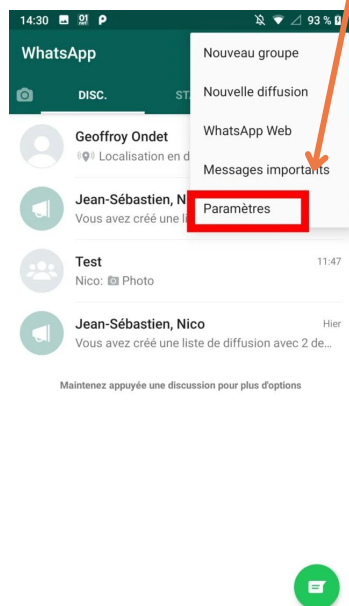 14:30 93 %
WhatsApp
Nouveau groupe
DISC. ST
Nouvelle diffusion
WhatsApp Web
Messages importants
Paramètres
Geoffroy Ondet
Localisation en d
Jean-Sébastien, N
Vous avez créé une li
Test 11:47
Nico: Photo
Jean-Sébastien, Nico Hier
Vous avez créé une liste de diffusion avec 2 de...
Maintenez appuyée une discussion pour plus d'options